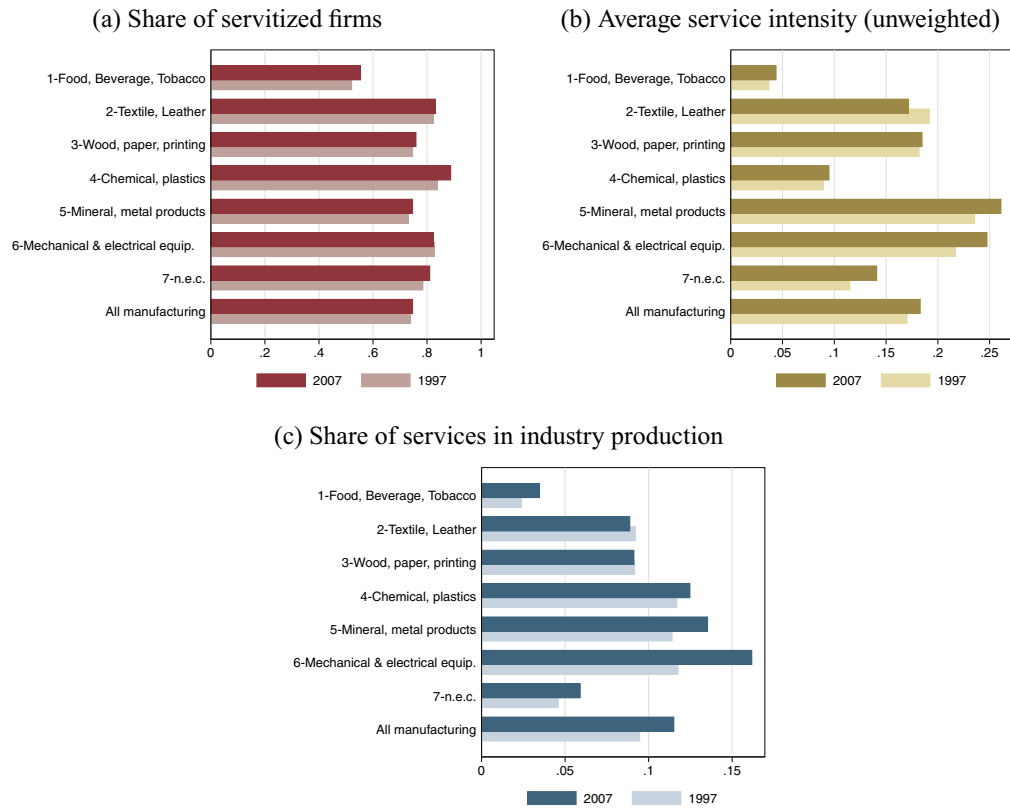 (a) Share of servitized firms
1-Food, Beverage, Tobacco
2-Textile, Leather
3-Wood, paper, printing
4-Chemical, plastics
5-Mineral, metal products
6-Mechanical & electrical equip.
7-n.e.c.
All manufacturing
0 .2 .4 .6 .8 1
2007 1997
(b) Average service intensity (unweighted)
1-Food, Beverage, Tobacco
2-Textile, Leather
3-Wood, paper, printing
4-Chemical, plastics
5-Mineral, metal products
6-Mechanical & electrical equip.
7-n.e.c.
All manufacturing
0 .05 .1 .15 .2 .25
2007 1997
(c) Share of services in industry production
1-Food, Beverage, Tobacco
2-Textile, Leather
3-Wood, paper, printing
4-Chemical, plastics
5-Mineral, metal products
6-Mechanical & electrical equip.
7-n.e.c.
All manufacturing
0 .05 .1 .15
2007 1997